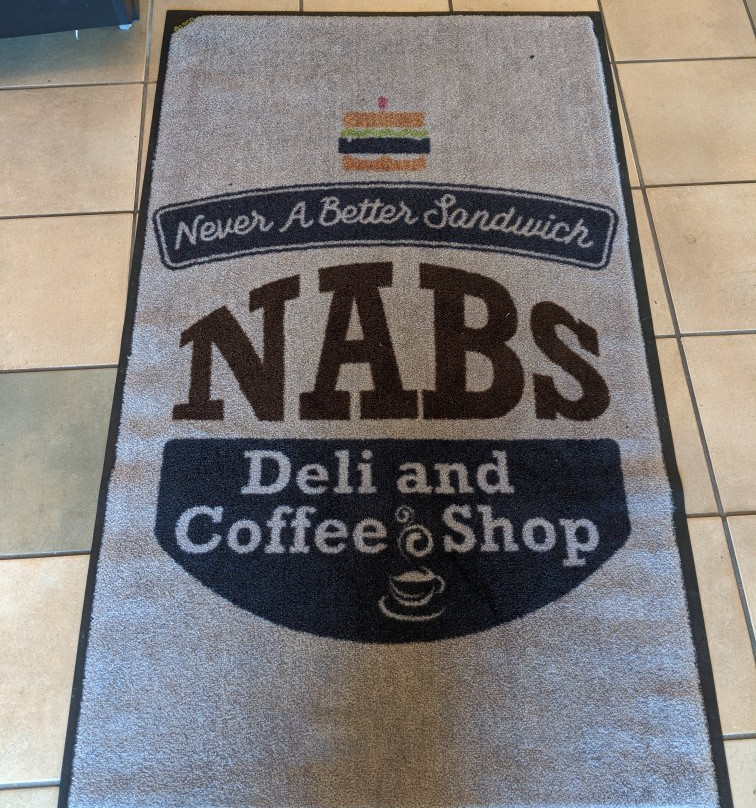 Never A Better Sandwich
NABS
Deli and
Coffee Shop